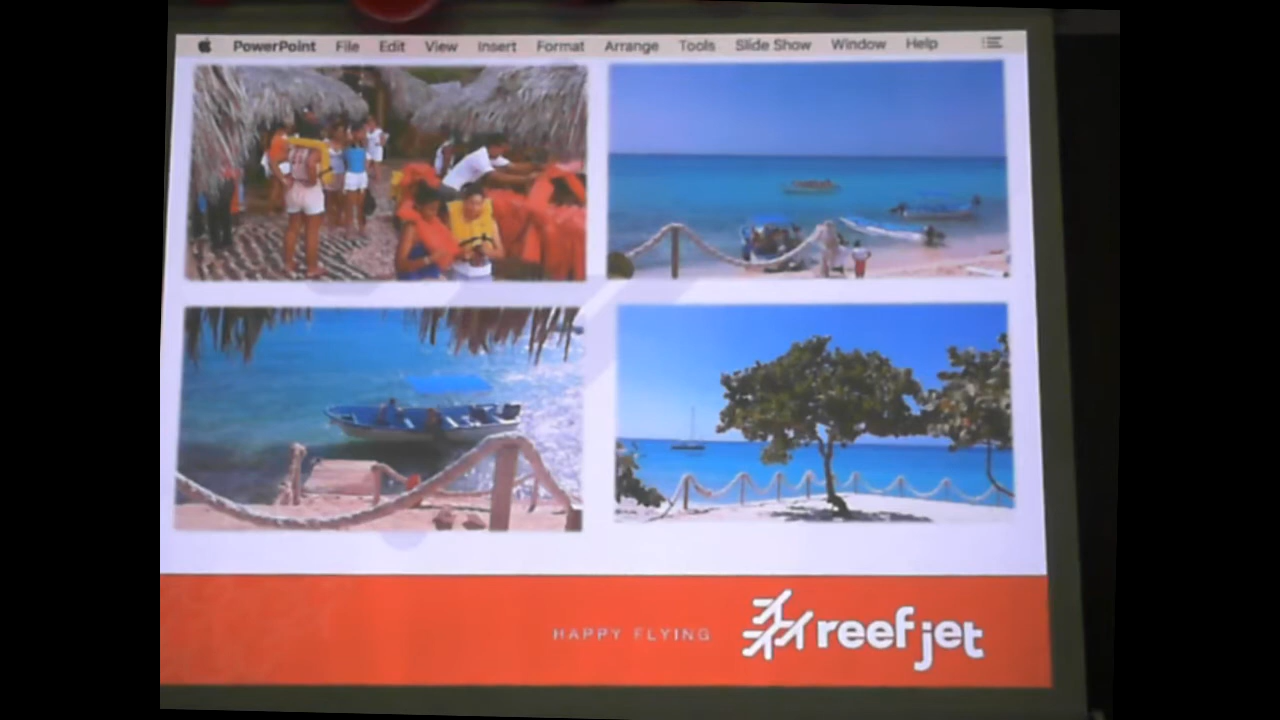 PowerPoint File Edit View Insert Format Arrange Tools Slide Show Window Help
HAPPY FLYING
reefjet